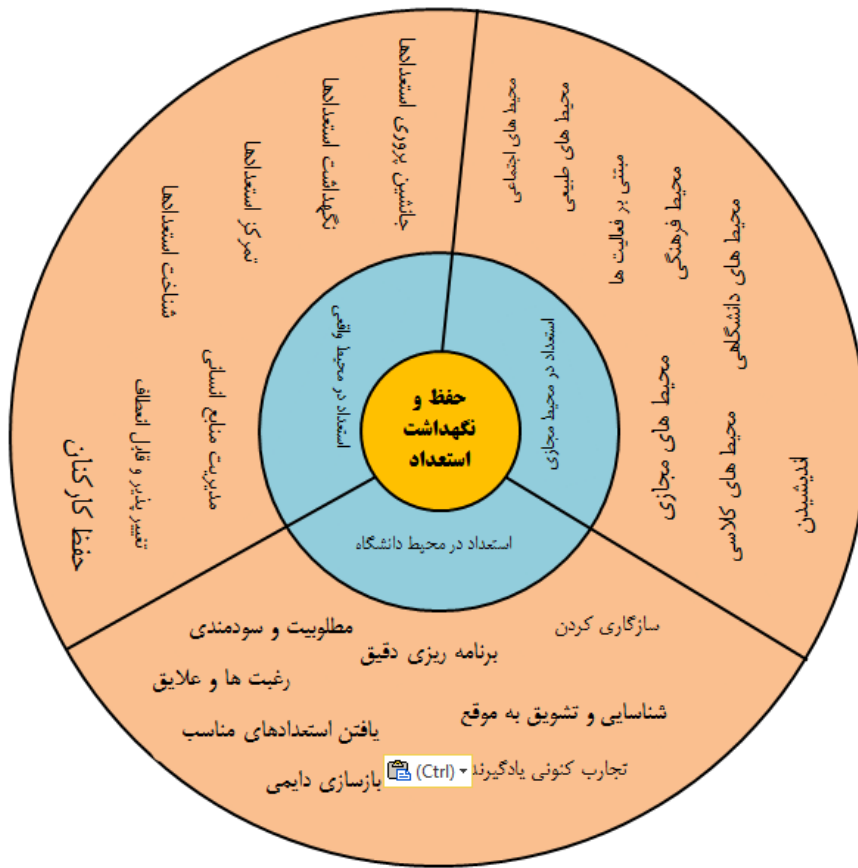 حفظ و
نگهداشت
استعداد
استعداد در محیط واقعی
استعداد در محیط مجازی
استعداد در محیط دانشگاه
جانشین پروری استعدادها
نگهداشت استعدادها
تمرکز استعدادها
شناخت استعدادها
مدیریت منابع انسانی
تغییر پذیر و قابل انعطاف
حفظ کارکنان
محیط های اجتماعی
محیط های طبیعی
مبتنی بر فعالیت ها
محیط فرهنگی
محیط های دانشگاهی
محیط های مجازی
محیط های کلاسی
اندیشیدن
سازگاری کردن
مطلوبیت و سودمندی
برنامه ریزی دقیق
رغبت ها و علایق
شناسایی و تشویق به موقع
یافتن استعدادهای مناسب
تجارب کنونی یادگیرند
(Ctrl)
بازسازی دایمی